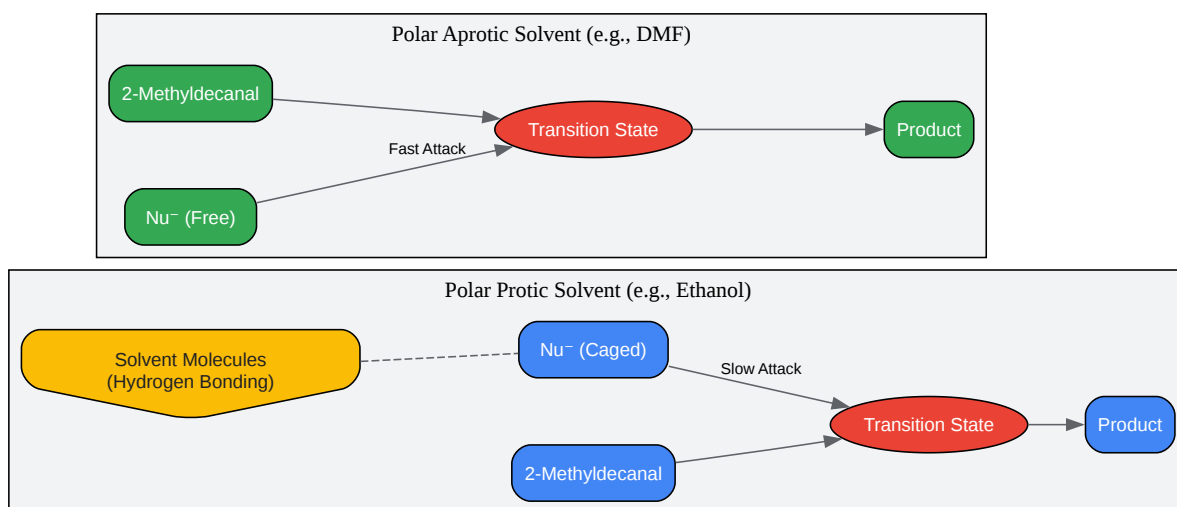 Polar Aprotic Solvent (e.g., DMF)
2-Methyldecanal
Transition State
Product
Fast Attack
Nu⁻ (Free)
Polar Protic Solvent (e.g., Ethanol)
Solvent Molecules
(Hydrogen Bonding)
Nu⁻ (Caged)
Slow Attack
Transition State
Product
2-Methyldecanal